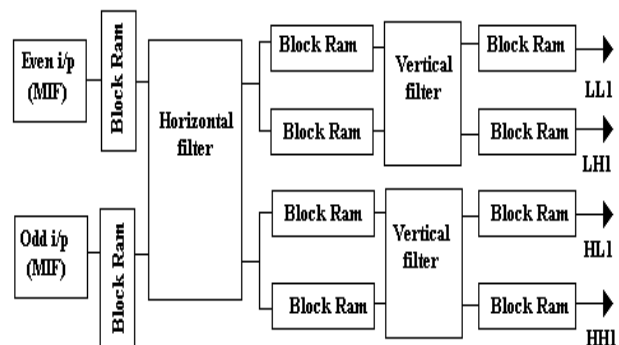 Even i/p
(MIF)
Block Ram
Horizontal
filter
Block Ram
Vertical
filter
Block Ram
LL1
Block Ram
Block Ram
LH1
Odd i/p
(MIF)
Block Ram
Block Ram
Vertical
filter
Block Ram
HL1
Block Ram
Block Ram
HH1